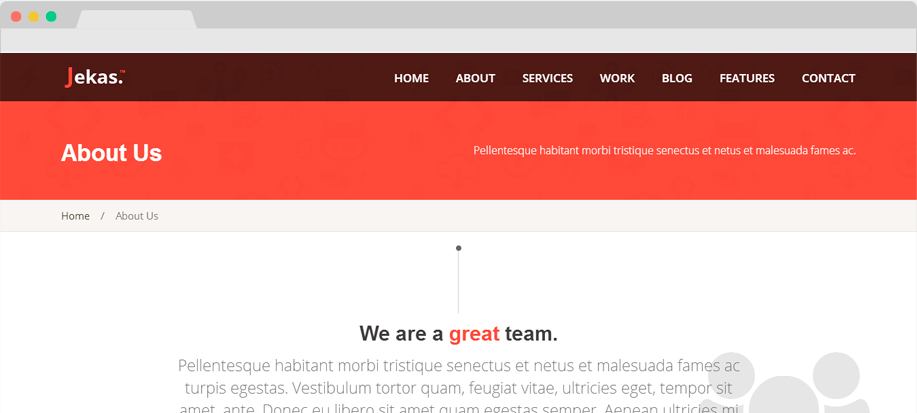 Jekas.™
HOME ABOUT SERVICES WORK BLOG FEATURES CONTACT
About Us
Pellentesque habitant morbi tristique senectus et netus et malesuada fames ac.
Home / About Us
We are a great team.
Pellentesque habitant morbi tristique senectus et netus et malesuada fames ac
turpis egestas. Vestibulum tortor quam, feugiat vitae, ultricies eget, tempor sit
amet, ante. Donec eu libero sit amet quam egestas semper. Aenean ultricies mi